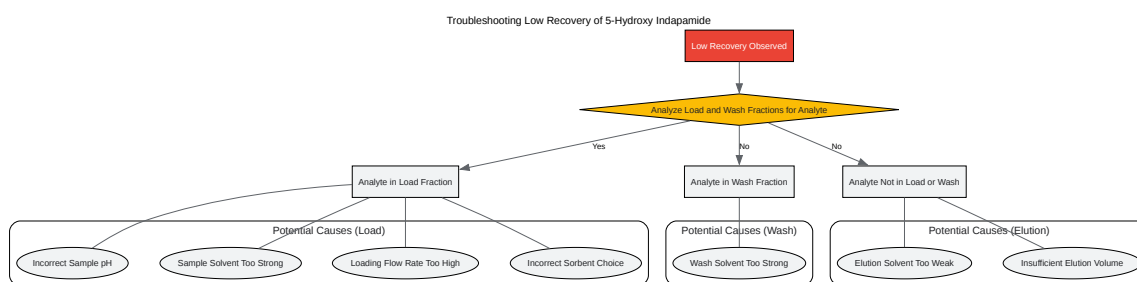 Troubleshooting Low Recovery of 5-Hydroxy Indapamide
Low Recovery Observed
Analyze Load and Wash Fractions for Analyte
Yes
No
No
Analyte in Load Fraction
Analyte in Wash Fraction
Analyte Not in Load or Wash
Potential Causes (Load)
Potential Causes (Wash)
Potential Causes (Elution)
Incorrect Sample pH
Sample Solvent Too Strong
Loading Flow Rate Too High
Incorrect Sorbent Choice
Wash Solvent Too Strong
Elution Solvent Too Weak
Insufficient Elution Volume